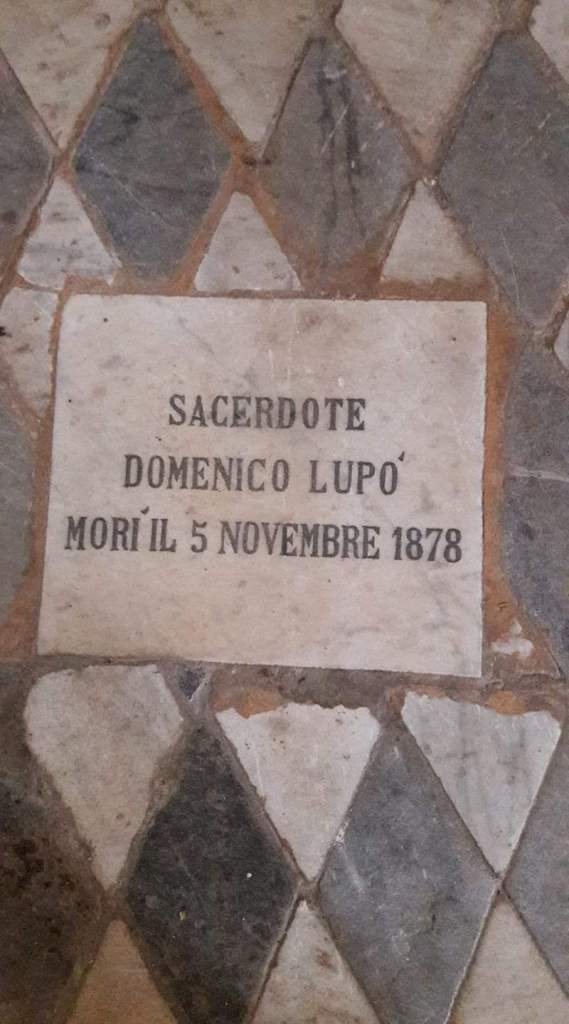 SACERDOTE
DOMENICO LUPO'
MORI' IL 5 NOVEMBRE 1878